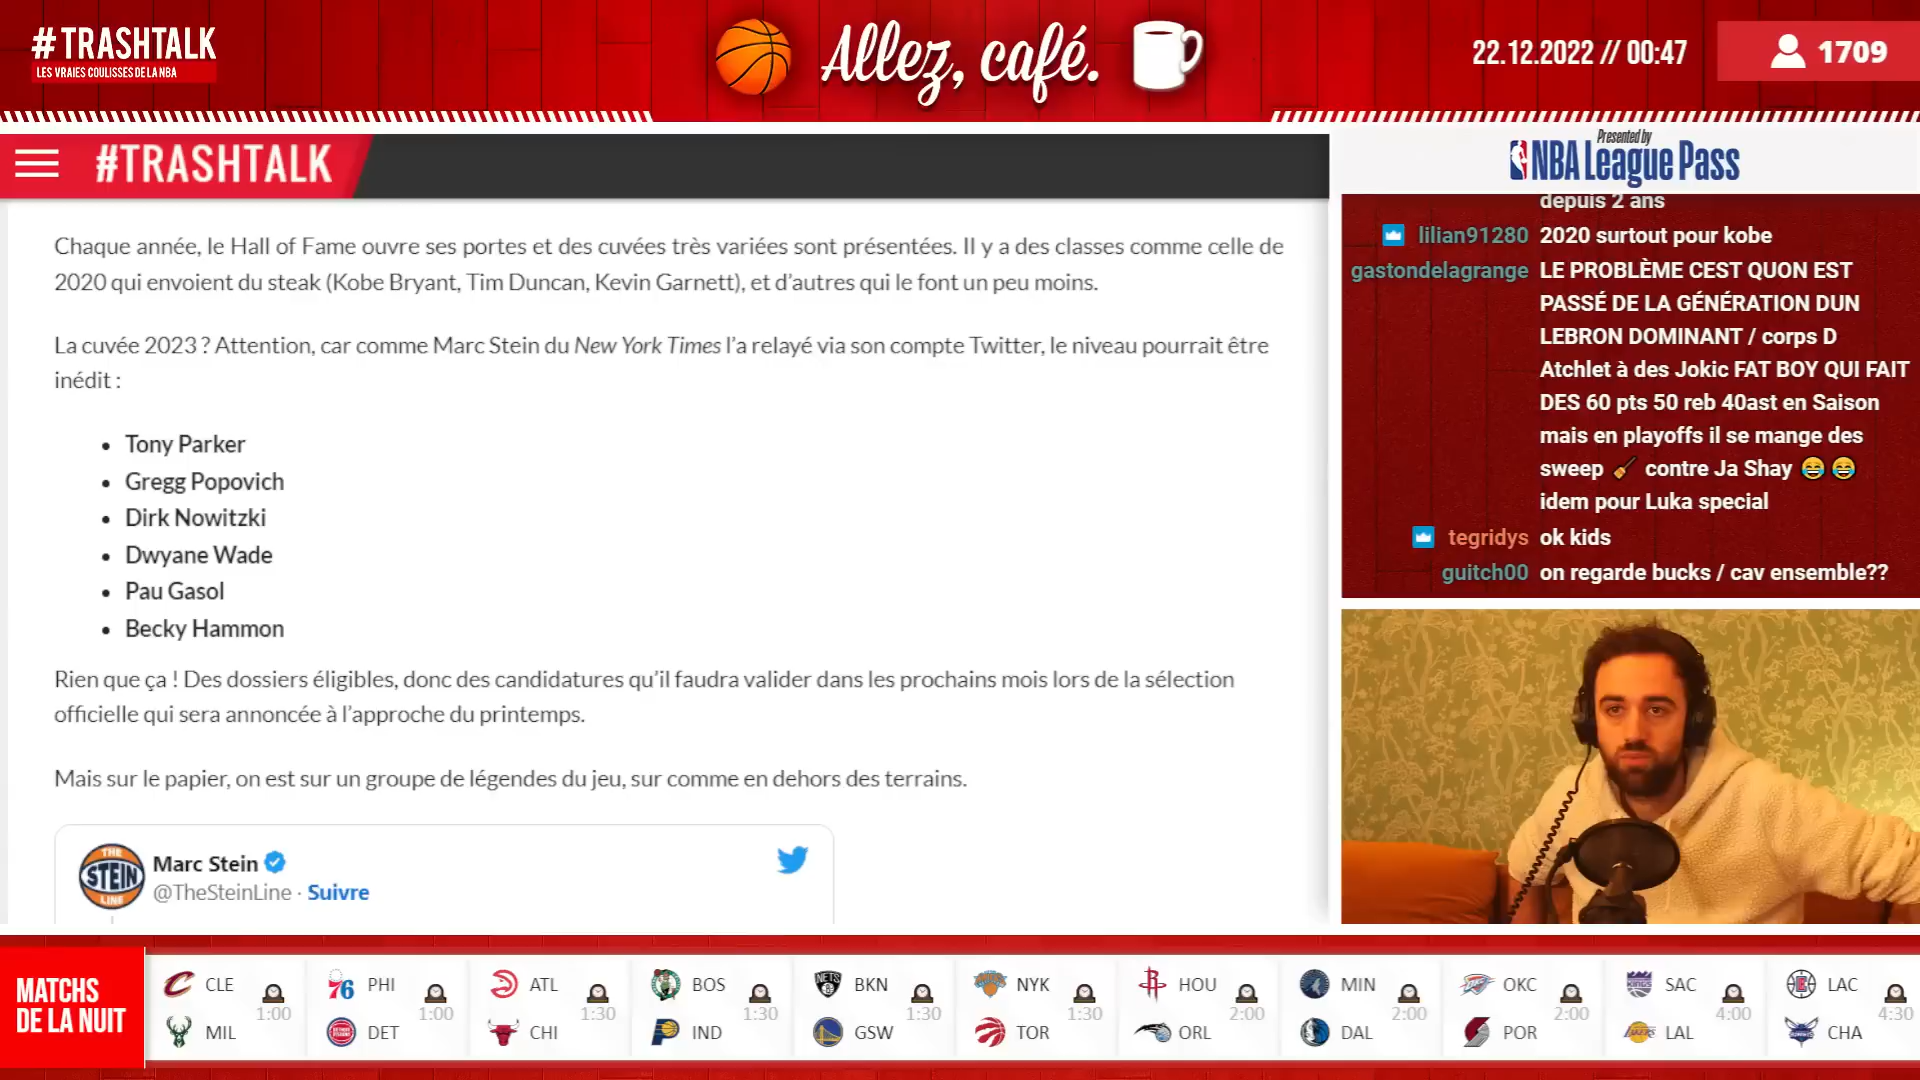 #TRASHTALK
LES VRAIES COULISSES DE LA NBA
Allez, café.
22.12.2022 // 00:47
1709
#TRASHTALK
Chaque année, le Hall of Fame ouvre ses portes et des cuvées très variées sont présentées. Il y a des classes comme celle de
2020 qui envoient du steak (Kobe Bryant, Tim Duncan, Kevin Garnett), et d’autres qui le font un peu moins.
La cuvée 2023 ? Attention, car comme Marc Stein du New York Times l’a relayé via son compte Twitter, le niveau pourrait être
inédit :
• Tony Parker
• Gregg Popovich
• Dirk Nowitzki
• Dwyane Wade
• Pau Gasol
• Becky Hammon
Rien que ça ! Des dossiers éligibles, donc des candidatures qu’il faudra valider dans les prochains mois lors de la sélection
officielle qui sera annoncée à l’approche du printemps.
Mais sur le papier, on est sur un groupe de légendes du jeu, sur comme en dehors des terrains.
THE
STEIN
LINE
Marc Stein
@TheSteinLine · Suivre
Presented by
NBA League Pass
depuis 2 ans
lilian91280 2020 surtout pour kobe
gastondelagrange LE PROBLÈME CEST QUON EST
PASSÉ DE LA GÉNÉRATION DUN
LEBRON DOMINANT / corps D
Atchlet à des Jokic FAT BOY QUI FAIT
DES 60 pts 50 reb 40ast en Saison
mais en playoffs il se mange des
sweep 🧹 contre Ja Shay 😂 😂
idem pour Luka special
tegridys ok kids
guitch00 on regarde bucks / cav ensemble??
MATCHS
DE LA NUIT
CLE
MIL
1:00
PHI
DET
1:00
ATL
CHI
1:30
BOS
IND
1:30
BKN
GSW
1:30
NYK
TOR
1:30
HOU
ORL
2:00
MIN
DAL
2:00
OKC
POR
2:00
SAC
LAL
4:00
LAC
CHA
4:30